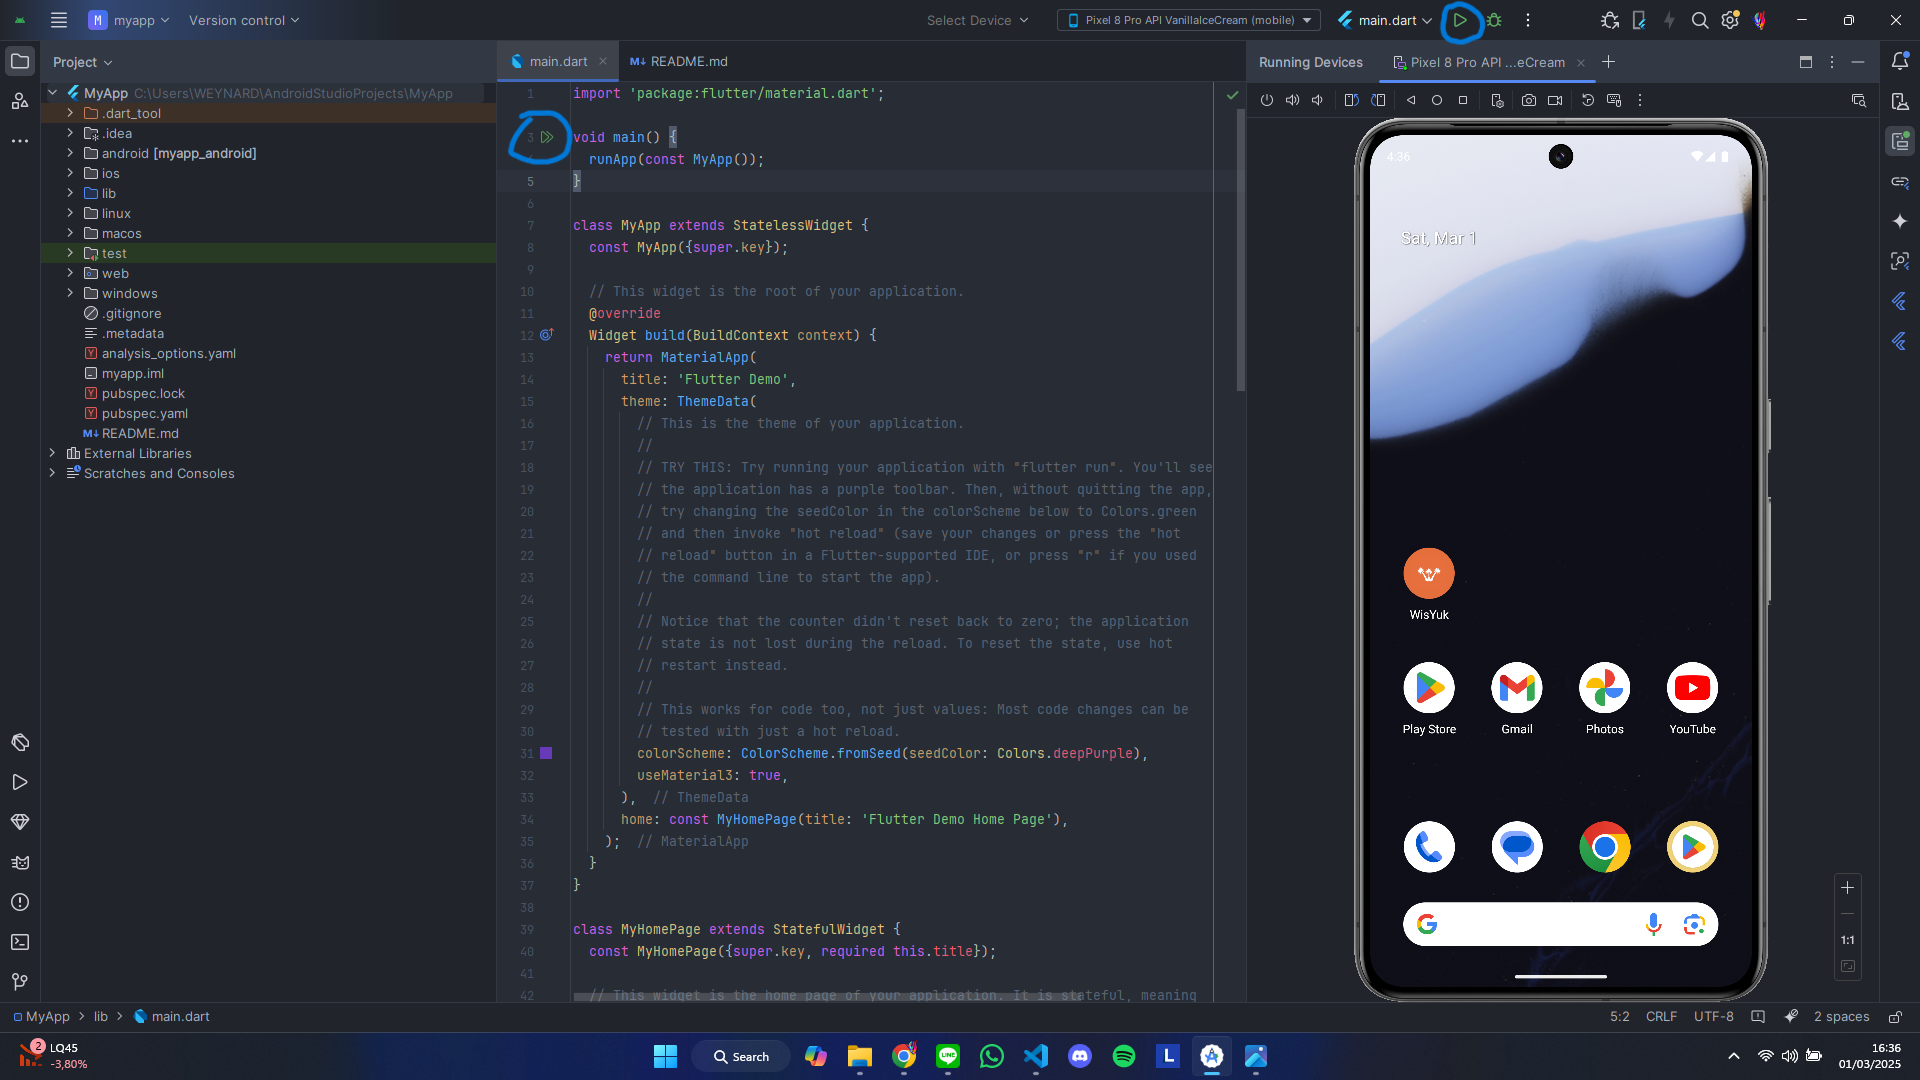 M myapp Version control Select Device Pixel 8 Pro API VanillaIceCream (mobile) main.dart
Project
MyApp C:\Users\WEYNARD\AndroidStudioProjects\MyApp
.dart_tool
.idea
android [myapp_android]
ios
lib
linux
macos
test
web
windows
.gitignore
.metadata
analysis_options.yaml
myapp.iml
pubspec.lock
pubspec.yaml
README.md
External Libraries
Scratches and Consoles
main.dart README.md
1 import 'package:flutter/material.dart';
3 void main() {
runApp(const MyApp());
5 }
6
7 class MyApp extends StatelessWidget {
8 const MyApp({super.key});
9
10 // This widget is the root of your application.
11 @override
12 Widget build(BuildContext context) {
13 return MaterialApp(
14 title: 'Flutter Demo',
15 theme: ThemeData(
16 // This is the theme of your application.
17 //
18 // TRY THIS: Try running your application with "flutter run". You'll see
19 // the application has a purple toolbar. Then, without quitting the app,
20 // try changing the seedColor in the colorScheme below to Colors.green
21 // and then invoke "hot reload" (save your changes or press the "hot
22 // reload" button in a Flutter-supported IDE, or press "r" if you used
23 // the command line to start the app).
24 //
25 // Notice that the counter didn't reset back to zero; the application
26 // state is not lost during the reload. To reset the state, use hot
27 // restart instead.
28 //
29 // This works for code too, not just values: Most code changes can be
30 // tested with just a hot reload.
31 colorScheme: ColorScheme.fromSeed(seedColor: Colors.deepPurple),
32 useMaterial3: true,
33 ), // ThemeData
34 home: const MyHomePage(title: 'Flutter Demo Home Page'),
35 ); // MaterialApp
36 }
37 }
38
39 class MyHomePage extends StatefulWidget {
40 const MyHomePage({super.key, required this.title});
41
42 // This widget is the home page of your application. It is stateful, meaning
Running Devices Pixel 8 Pro API ...eCream
4:36
Sat, Mar 1
WisYuk
Play Store Gmail Photos YouTube
1:1
MyApp lib main.dart 5:2 CRLF UTF-8 2 spaces
2 LQ45
-3,80%
Search
L
16:36
01/03/2025